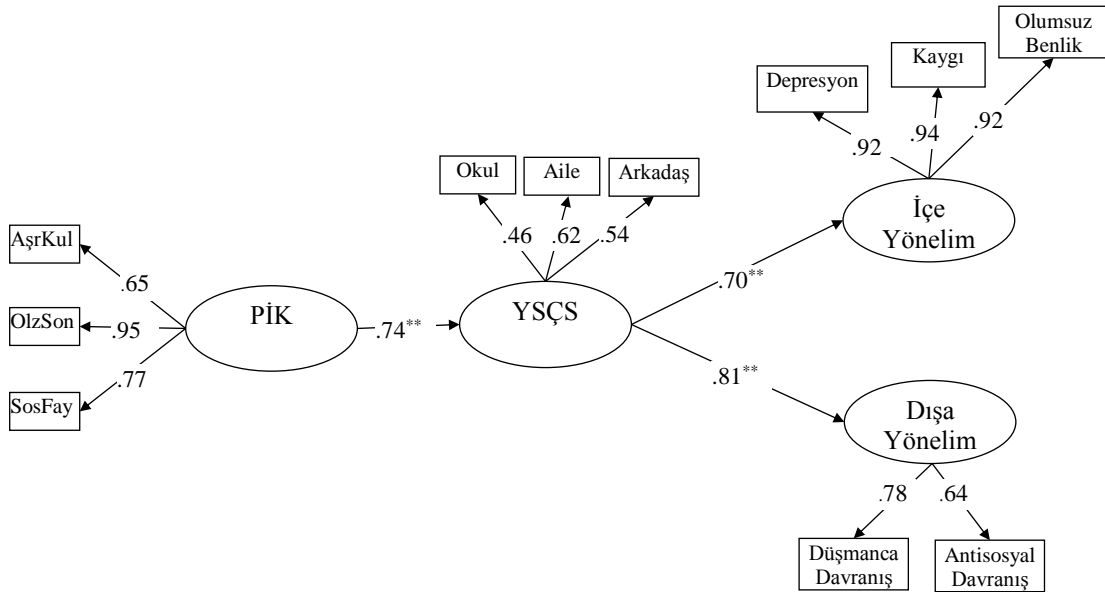 Olumsuz
Benlik
Kaygı
Depresyon
.92
.94
.92
Okul
Aile
Arkadaş
.46
.62
.54
İçe
Yönelim
.70**
AşrKul
.65
OlzSon
.95
SosFay
.77
PİK
.74**
YSÇS
.81**
Dışa
Yönelim
.78
.64
Düşmanca
Davranış
Antisosyal
Davranış